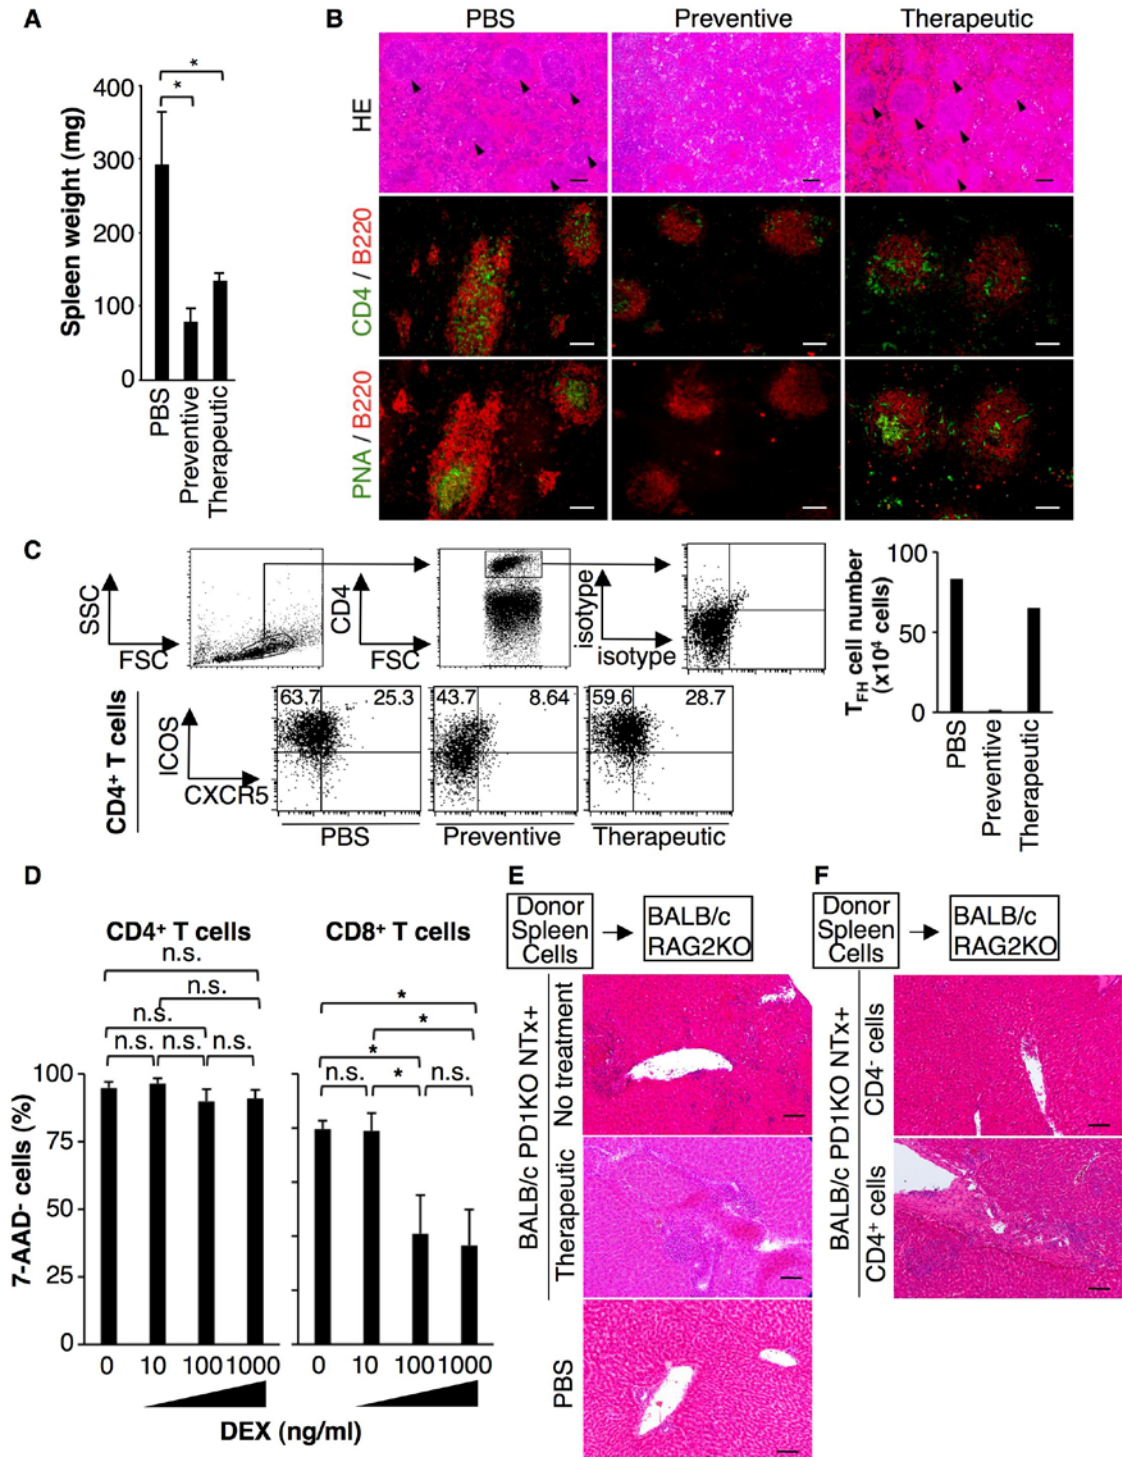 A
Spleen weight (mg)
400
300
200
100
0
PBS
Preventive
Therapeutic
*
*
B
PBS
Preventive
Therapeutic
HE
CD4 / B220
PNA / B220
C
SSC
FSC
CD4
FSC
isotype
isotype
CD4+ T cells
ICOS
CXCR5
63.7
25.3
43.7
8.64
59.6
28.7
PBS
Preventive
Therapeutic
TFH cell number
(x10⁴ cells)
100
50
0
PBS
Preventive
Therapeutic
D
CD4+ T cells
n.s.
n.s.
n.s.
n.s.
n.s.
n.s.
7-AAD- cells (%)
100
75
50
25
0
0
10
100
1000
CD8+ T cells
*
*
*
n.s.
*
n.s.
0
10
100
1000
DEX (ng/ml)
E
Donor
Spleen
Cells
BALB/c
RAG2KO
BALB/c PD1KO NTx+
No treatment
Therapeutic
PBS
F
Donor
Spleen
Cells
BALB/c
RAG2KO
BALB/c PD1KO NTx+
CD4- cells
CD4+ cells